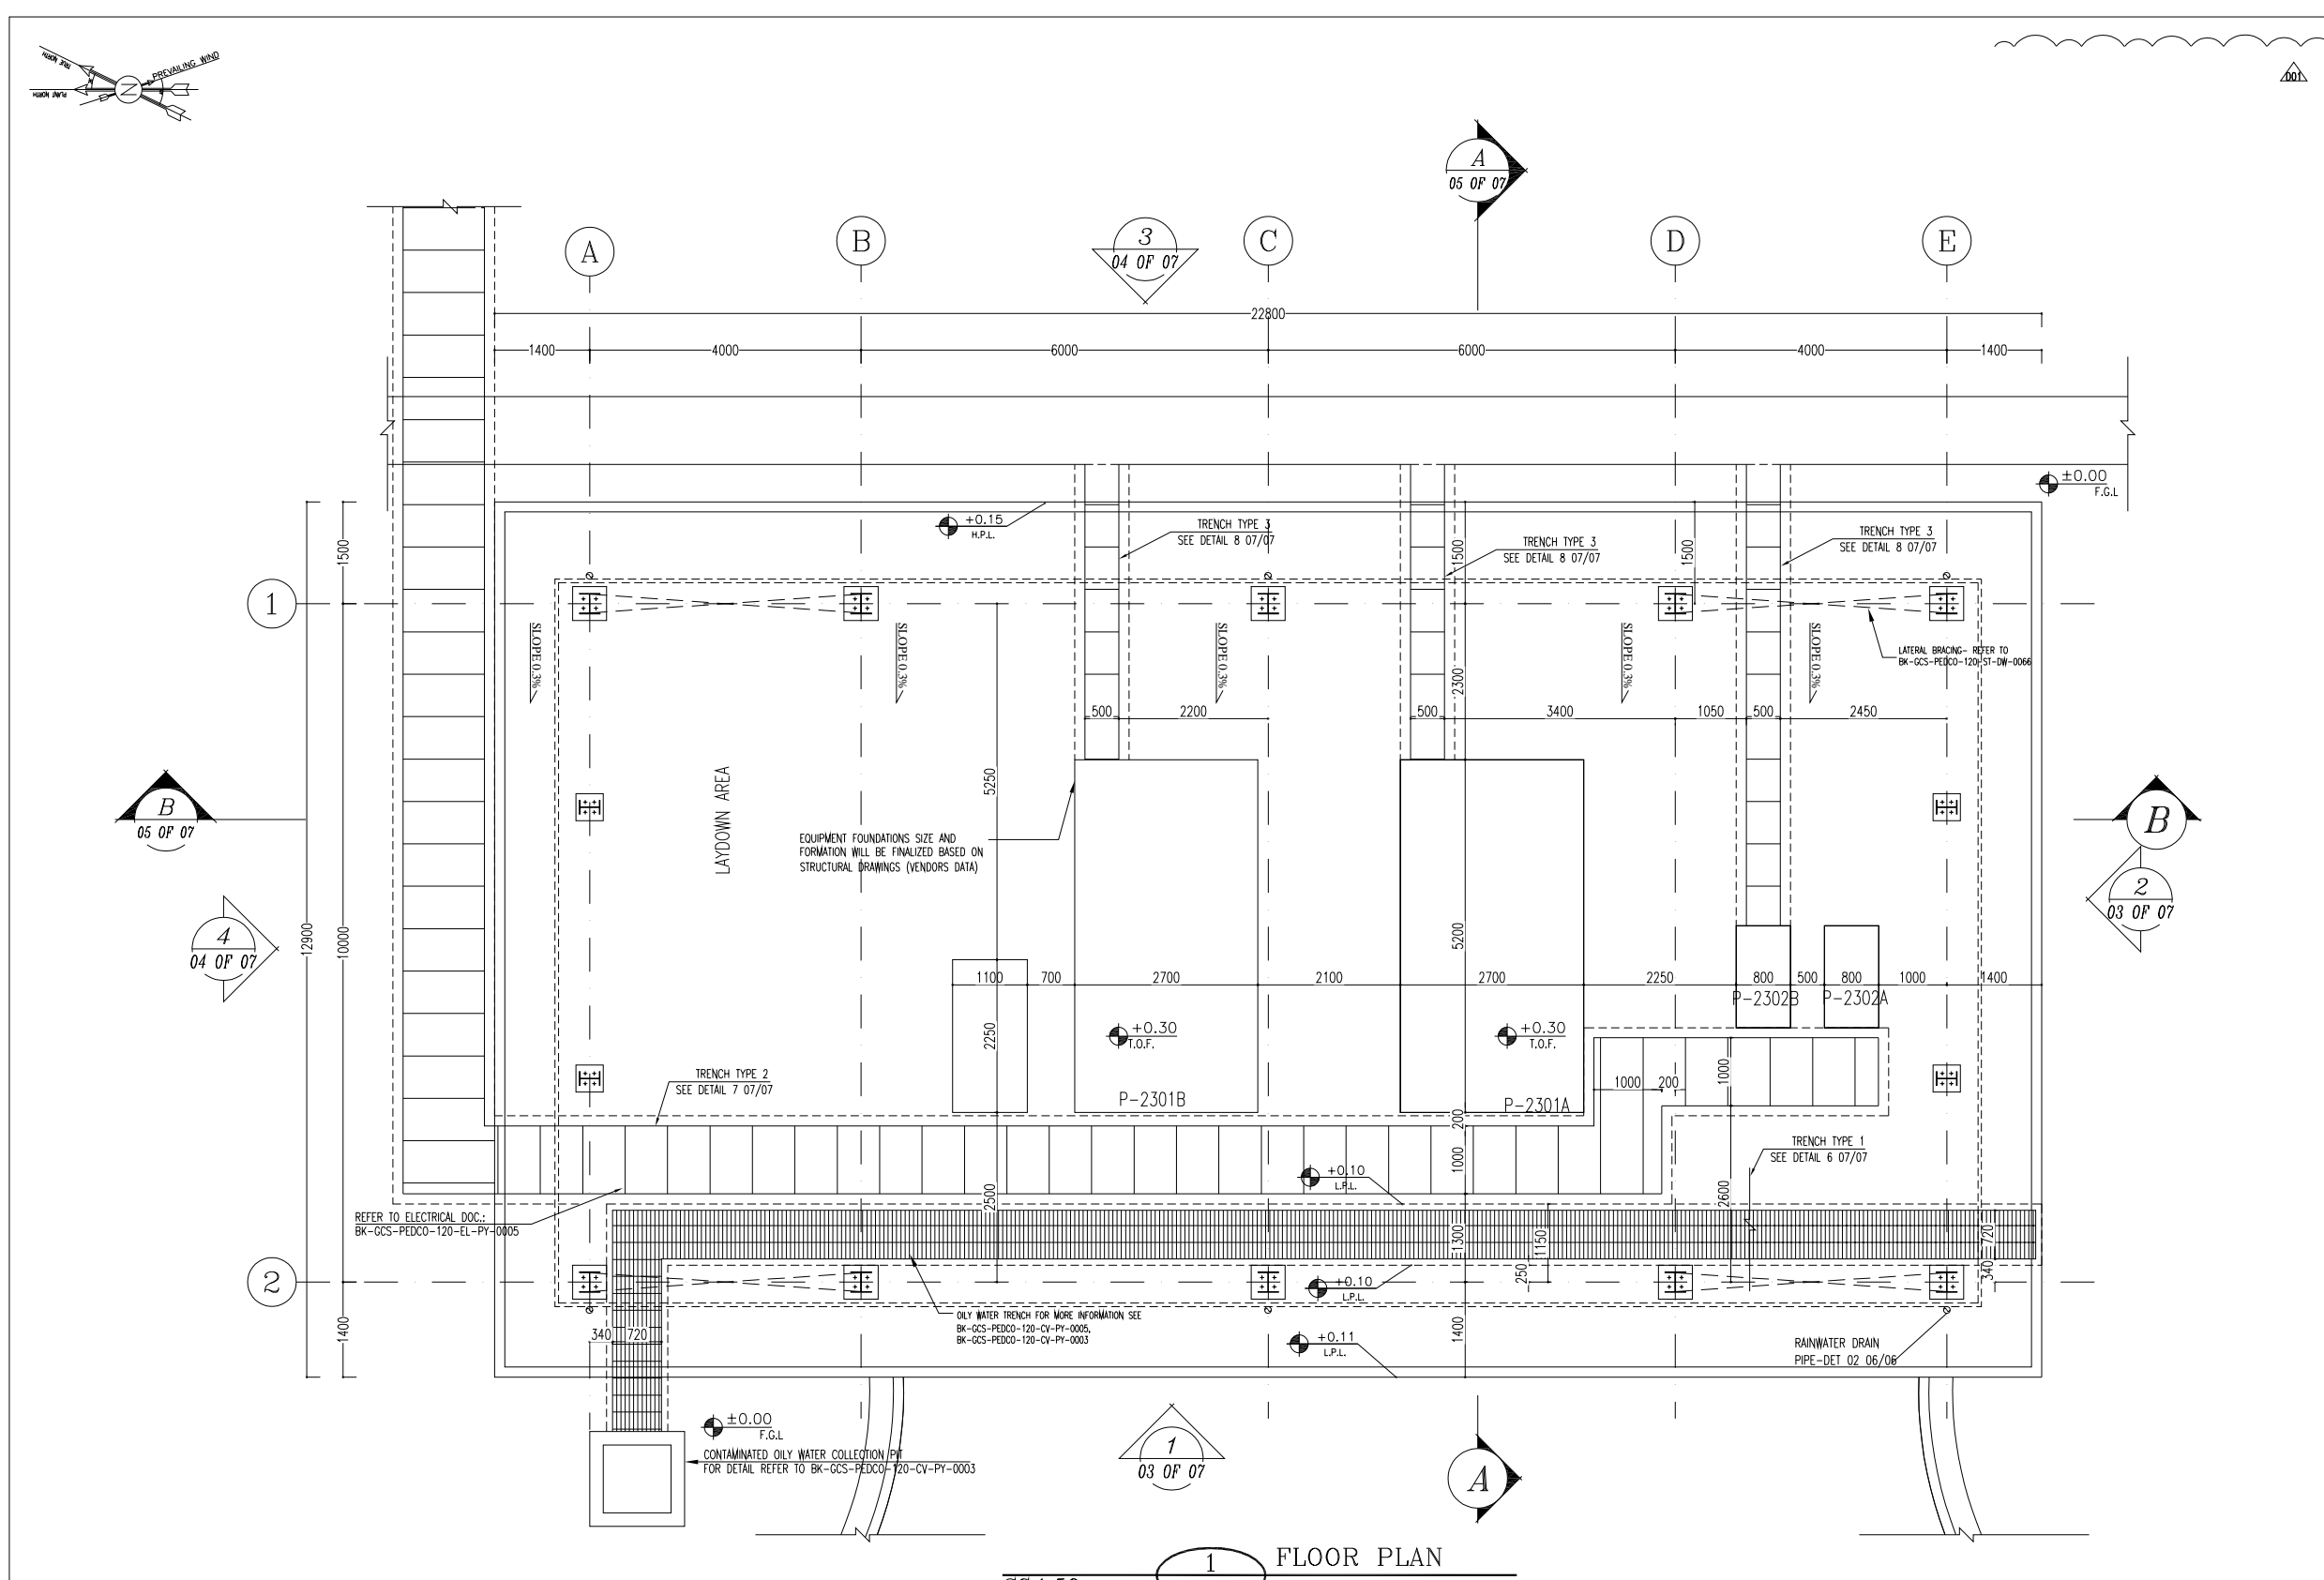 TRUE NORTH
PLANT NORTH
PREVAILING WIND
N
001
A
05 OF 07
3
04 OF 07
A
B
C
D
E
22800
1400
4000
6000
6000
4000
1400
±0.00
F.G.L
+0.15
H.P.L.
TRENCH TYPE 3
SEE DETAIL 8 07/07
TRENCH TYPE 3
SEE DETAIL 8 07/07
TRENCH TYPE 3
SEE DETAIL 8 07/07
1500
1500
1500
1
SLOPE 0.3%
SLOPE 0.3%
SLOPE 0.3%
SLOPE 0.3%
SLOPE 0.3%
LATERAL BRACING- REFER TO
BK-GCS-PEDCO-120-ST-DW-0066
2300
500
2200
500
3400
1050
500
2450
5250
LAYDOWN AREA
EQUIPMENT FOUNDATIONS SIZE AND
FORMATION WILL BE FINALIZED BASED ON
STRUCTURAL DRAWINGS (VENDORS DATA)
B
05 OF 07
B
2
03 OF 07
4
04 OF 07
12900
10000
5200
1100
700
2700
2100
2700
2250
800
500
800
1000
1400
P-2302B
P-2302A
2250
+0.30
T.O.F.
+0.30
T.O.F.
1000
1000
200
TRENCH TYPE 2
SEE DETAIL 7 07/07
P-2301B
P-2301A
200
TRENCH TYPE 1
SEE DETAIL 6 07/07
1000
+0.10
L.P.L.
2500
2600
REFER TO ELECTRICAL DOC.:
BK-GCS-PEDCO-120-EL-PY-0005
1300
1150
720
340
250
2
+0.10
L.P.L.
OILY WATER TRENCH FOR MORE INFORMATION SEE
BK-GCS-PEDCO-120-CV-PY-0005,
BK-GCS-PEDCO-120-CV-PY-0003
1400
340
720
1400
+0.11
L.P.L.
RAINWATER DRAIN
PIPE-DET 02 06/06
±0.00
F.G.L
CONTAMINATED OILY WATER COLLECTION PIT
FOR DETAIL REFER TO BK-GCS-PEDCO-120-CV-PY-0003
1
03 OF 07
A
1
FLOOR PLAN